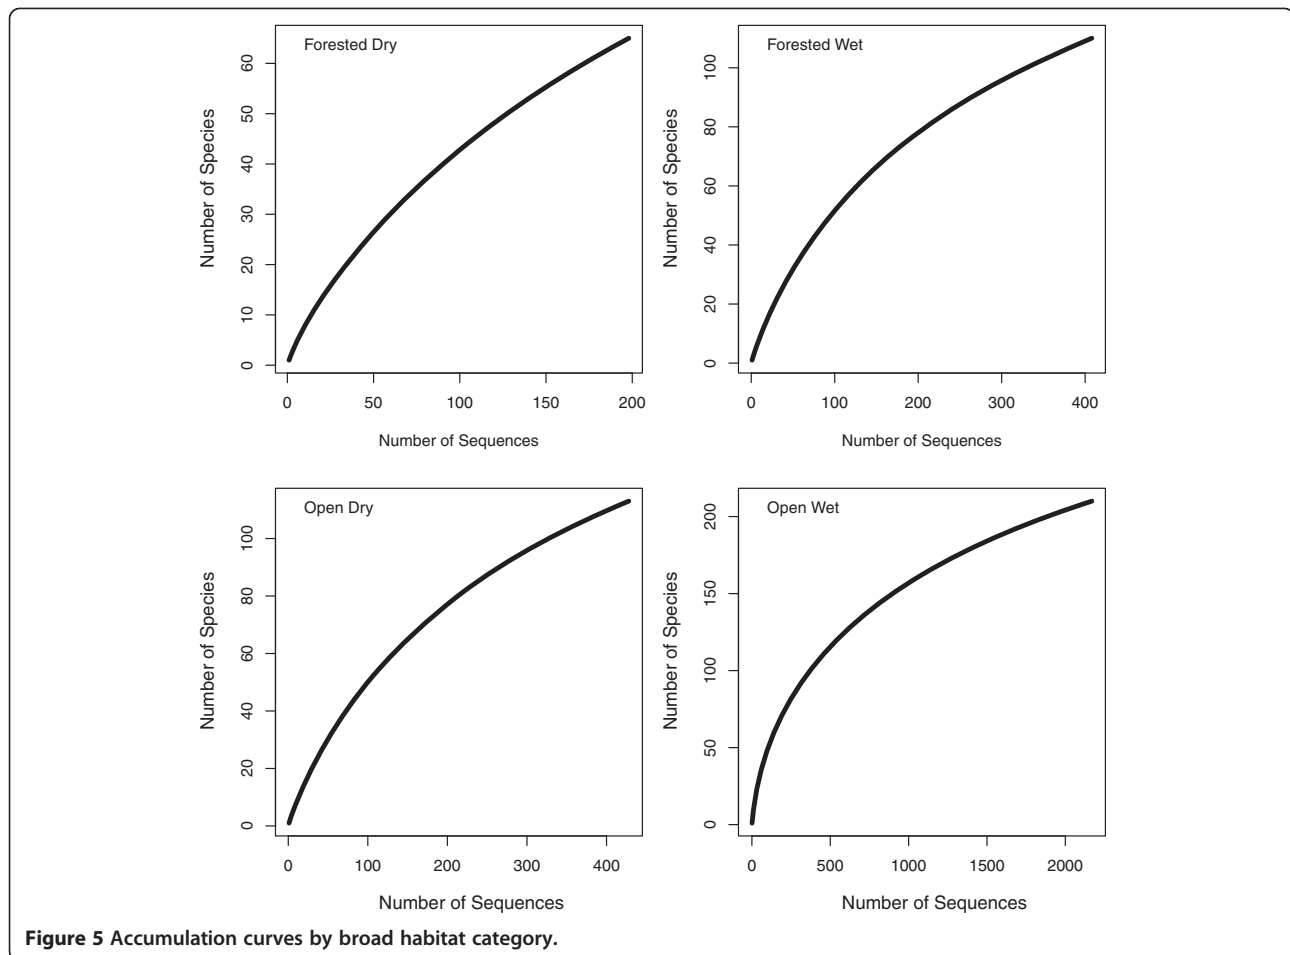 Forested Dry
Number of Species
0 10 20 30 40 50 60
0 50 100 150 200
Number of Sequences
Forested Wet
Number of Species
0 20 40 60 80 100
0 100 200 300 400
Number of Sequences
Open Dry
Number of Species
0 20 40 60 80 100
0 100 200 300 400
Number of Sequences
Open Wet
Number of Species
0 50 100 150 200
0 500 1000 1500 2000
Number of Sequences
Figure 5 Accumulation curves by broad habitat category.